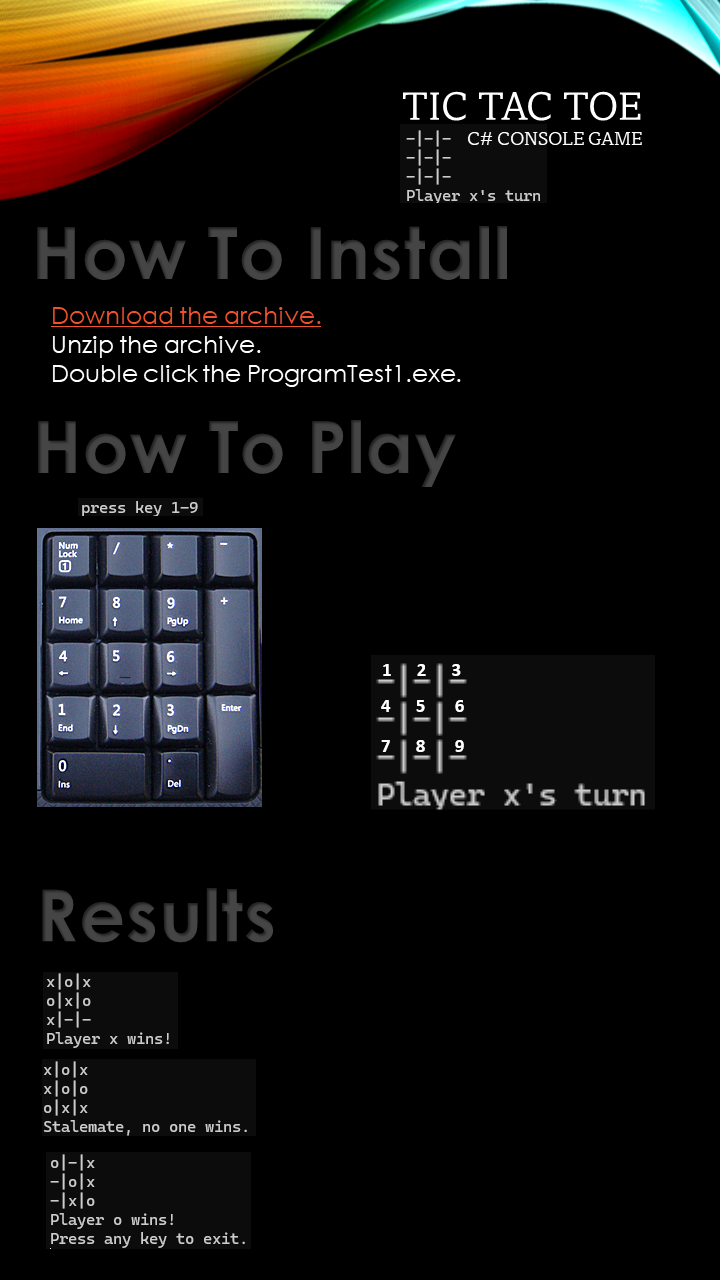 TIC TAC TOE
C# CONSOLE GAME
-|-|-
-|-|-
-|-|-
Player x's turn
How To Install
Download the archive.
Unzip the archive.
Double click the ProgramTest1.exe.
How To Play
press key 1-9
Num Lock 1 / * -
7 Home 8 ↑ 9 PgUp +
4 ← 5 _ 6 →
1 End 2 ↓ 3 PgDn Enter
0 Ins . Del
1|2|3
4|5|6
7|8|9
Player x's turn
Results
x|o|x
o|x|o
x|-|-
Player x wins!
x|o|x
x|o|o
o|x|x
Stalemate, no one wins.
o|-|x
-|o|x
-|x|o
Player o wins!
Press any key to exit.